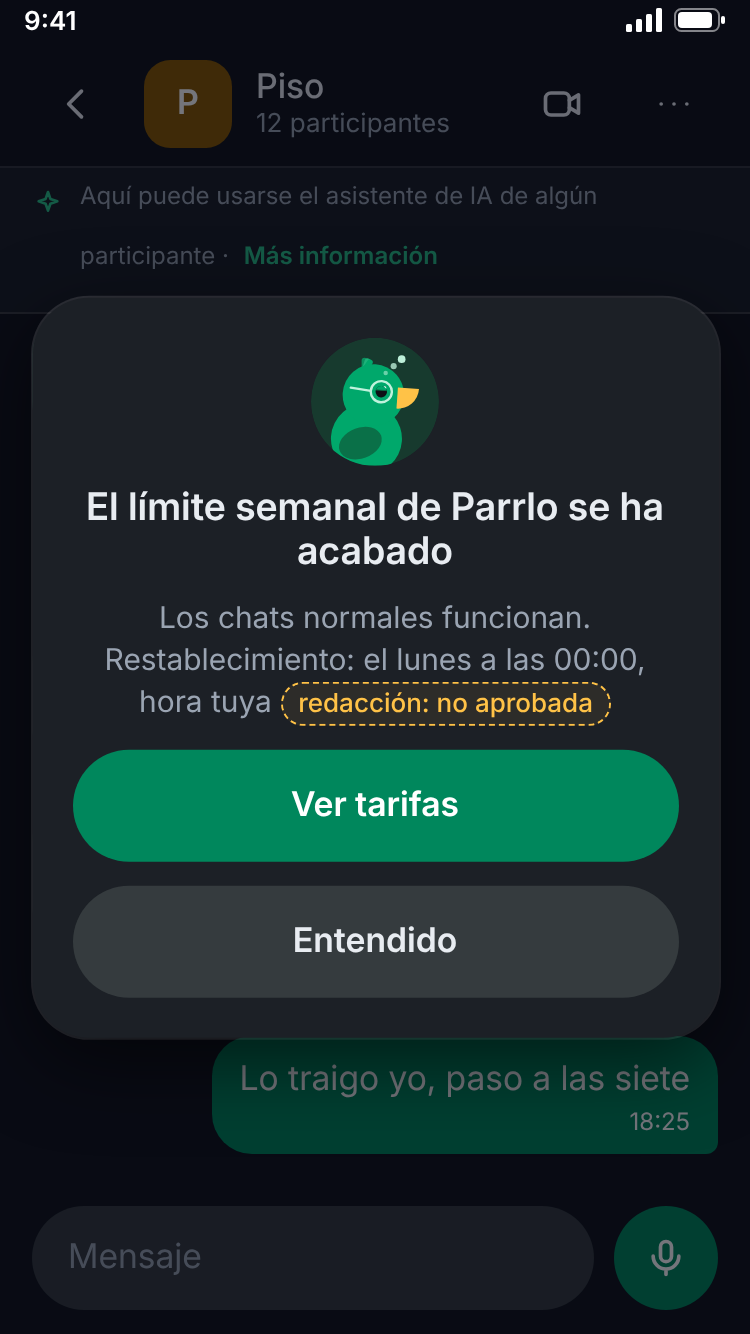 9:41
P
Piso
12 participantes
Aquí puede usarse el asistente de IA de algún
participante · Más información
El límite semanal de Parrlo se ha
acabado
Los chats normales funcionan.
Restablecimiento: el lunes a las 00:00,
hora tuya redacción: no aprobada
Ver tarifas
Entendido
Lo traigo yo, paso a las siete
18:25
Mensaje